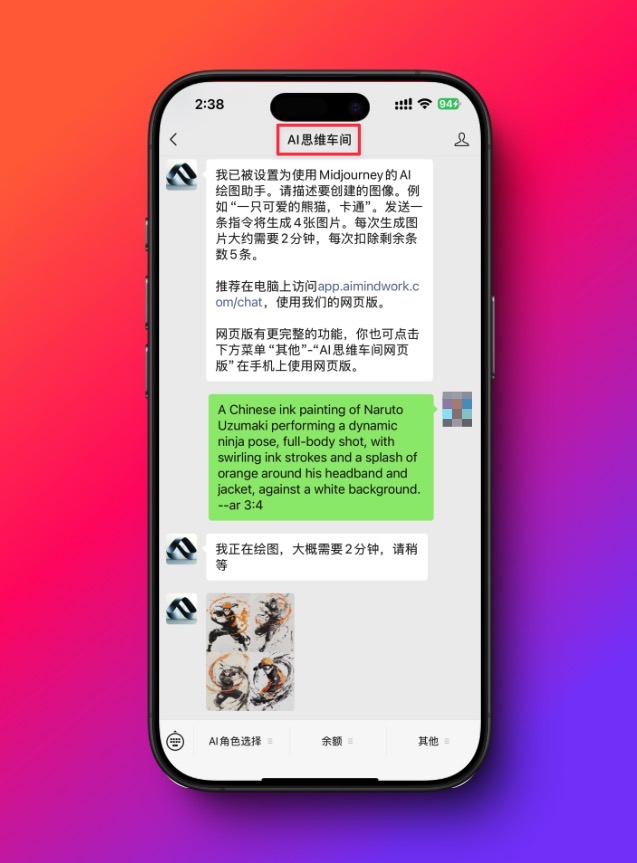 2:38
94
AI思维车间
我已被设置为使用Midjourney的AI
绘图助手。请描述要创建的图像。例
如“一只可爱的熊猫，卡通”。发送一
条指令将生成4张图片。每次生成图
片大约需要2分钟，每次扣除剩余条
数5条。
推荐在电脑上访问app.aimindwork.c
om/chat，使用我们的网页版。
网页版有更完整的功能，你也可点击
下方菜单“其他”-“AI思维车间网页
版”在手机上使用网页版。
A Chinese ink painting of Naruto
Uzumaki performing a dynamic
ninja pose, full-body shot, with
swirling ink strokes and a splash of
orange around his headband and
jacket, against a white background.
--ar 3:4
我正在绘图，大概需要2分钟，请稍
等
AI角色选择
余额
其他